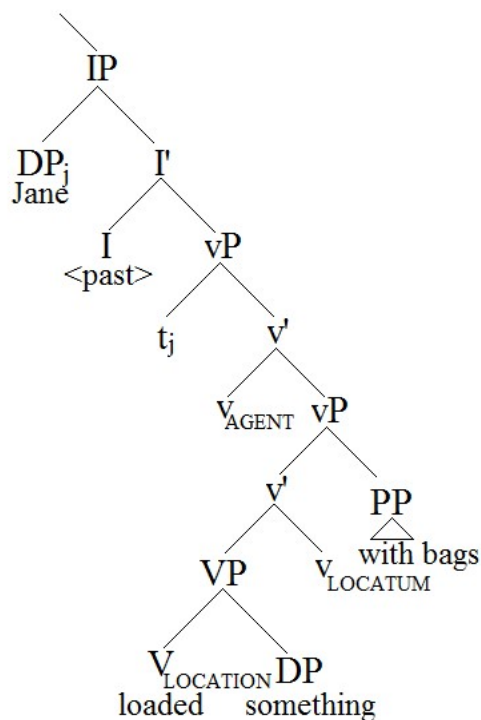 IP
DPj I'
Jane
I vP
<past>
tj v'
vAGENT vP
v' PP
with bags
VP vLOCATUM
VLOCATION DP
loaded something